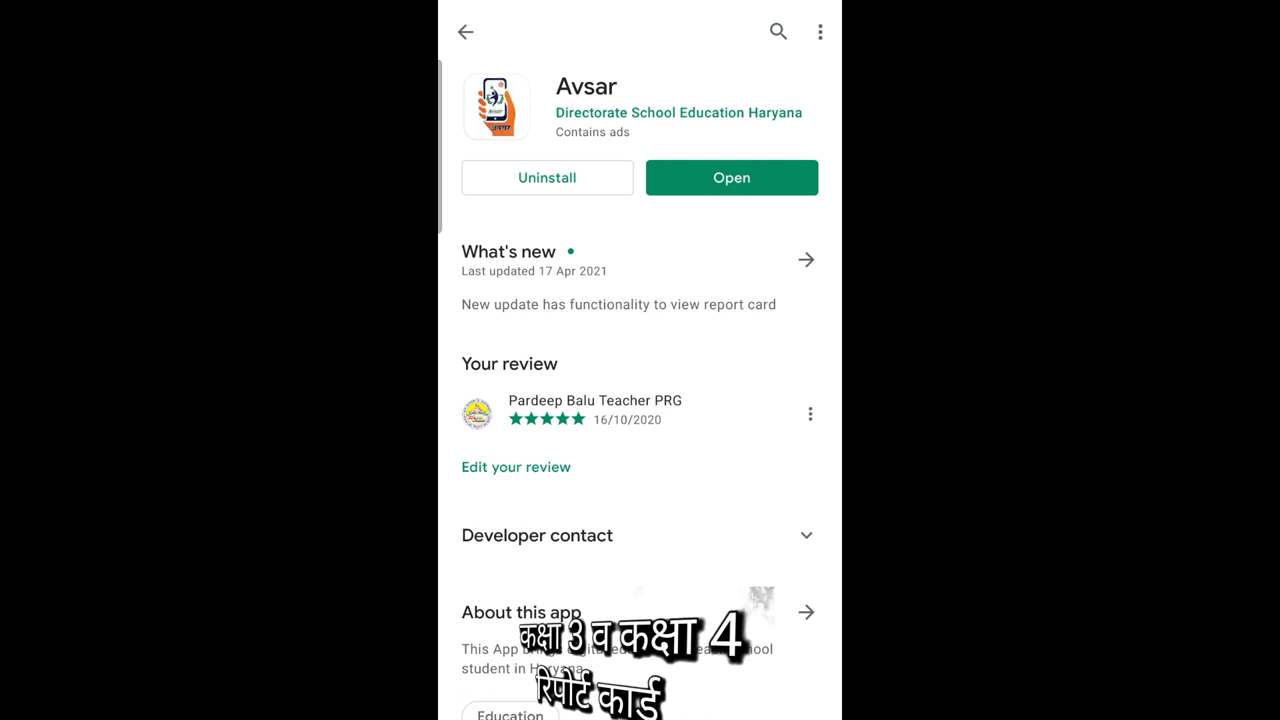 Avsar
Directorate School Education Haryana
Contains ads
Uninstall
Open
What's new
Last updated 17 Apr 2021
New update has functionality to view report card
Your review
Pardeep Balu Teacher PRG
16/10/2020
Edit your review
Developer contact
About this app
कक्षा 3 व कक्षा 4
This App
student in
रिपोर्ट कार्ड
Education